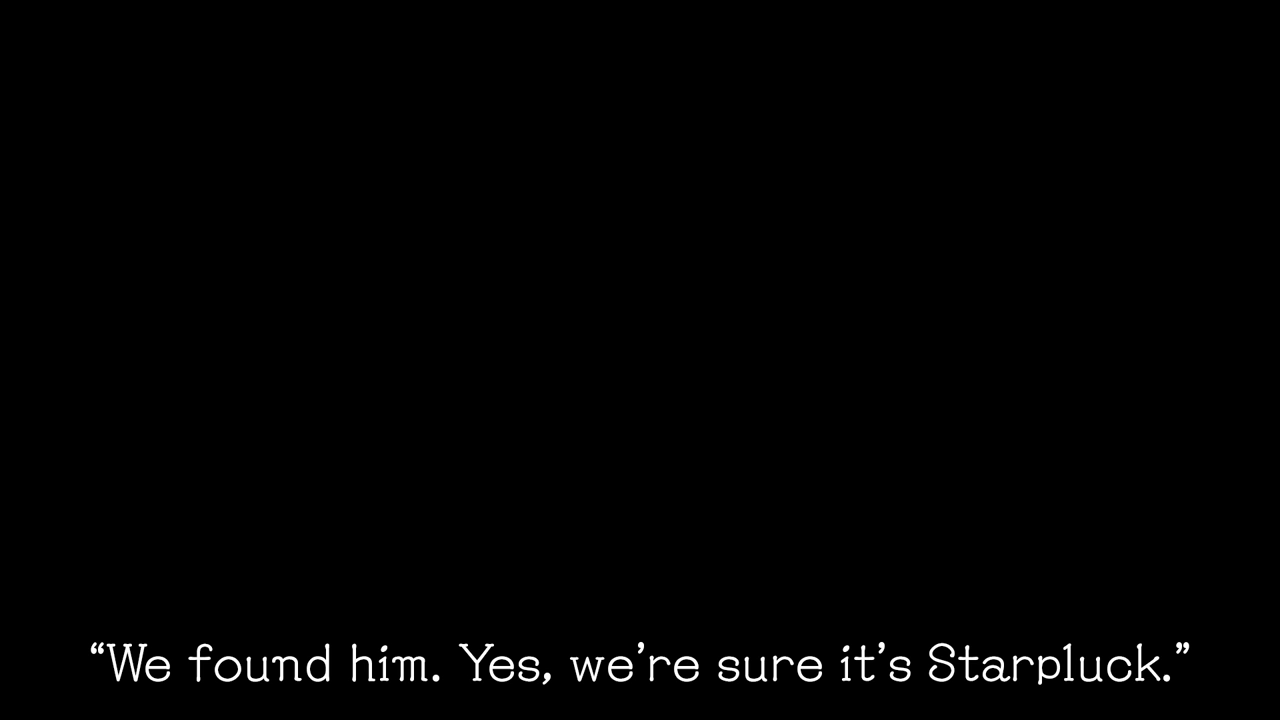 “We found him. Yes, we’re sure it’s Starpluck.”